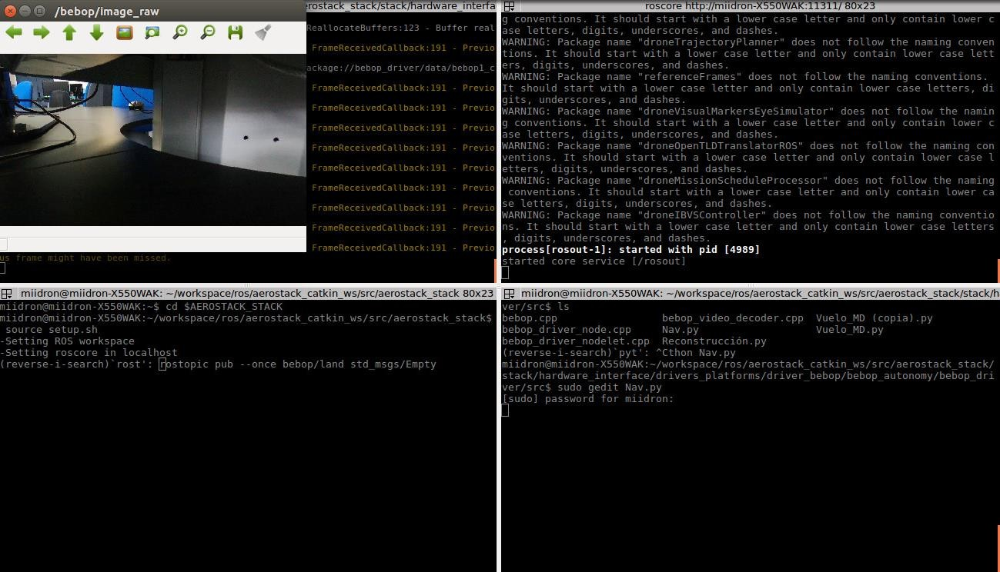 /bebop/image_raw
erostack_stack/stack/hardware_interfa
ReallocateBuffers:123 - Buffer real
FrameReceivedCallback:191 - Previo
ackage://bebop_driver/data/bebop1_c
FrameReceivedCallback:191 - Previo
FrameReceivedCallback:191 - Previo
FrameReceivedCallback:191 - Previo
FrameReceivedCallback:191 - Previo
FrameReceivedCallback:191 - Previo
FrameReceivedCallback:191 - Previo
FrameReceivedCallback:191 - Previo
FrameReceivedCallback:191 - Previo
FrameReceivedCallback:191 - Previo
us frame might have been missed.
roscore http://miidron-X550WAK:11311/ 80x23
g conventions. It should start with a lower case letter and only contain lower c
ase letters, digits, underscores, and dashes.
WARNING: Package name "droneTrajectoryPlanner" does not follow the naming conven
tions. It should start with a lower case letter and only contain lower case lett
ers, digits, underscores, and dashes.
WARNING: Package name "referenceFrames" does not follow the naming conventions.
It should start with a lower case letter and only contain lower case letters, di
gits, underscores, and dashes.
WARNING: Package name "droneVisualMarkersEyeSimulator" does not follow the namin
g conventions. It should start with a lower case letter and only contain lower c
ase letters, digits, underscores, and dashes.
WARNING: Package name "droneOpenTLDTranslatorROS" does not follow the naming con
ventions. It should start with a lower case letter and only contain lower case l
etters, digits, underscores, and dashes.
WARNING: Package name "droneMissionScheduleProcessor" does not follow the naming
 conventions. It should start with a lower case letter and only contain lower ca
se letters, digits, underscores, and dashes.
WARNING: Package name "droneIBVSController" does not follow the naming conventio
ns. It should start with a lower case letter and only contain lower case letters
, digits, underscores, and dashes.
process[rosout-1]: started with pid [4989]
started core service [/rosout]
miidron@miidron-X550WAK: ~/workspace/ros/aerostack_catkin_ws/src/aerostack_stack 80x23
miidron@miidron-X550WAK:~$ cd $AEROSTACK_STACK
miidron@miidron-X550WAK:~/workspace/ros/aerostack_catkin_ws/src/aerostack_stack$
 source setup.sh
-Setting ROS workspace
-Setting roscore in localhost
(reverse-i-search)`rost': rostopic pub --once bebop/land std_msgs/Empty
miidron@miidron-X550WAK: ~/workspace/ros/aerostack_catkin_ws/src/aerostack_stack/stack/h
ver/src$ ls
bebop.cpp bebop_video_decoder.cpp Vuelo_MD (copia).py
bebop_driver_node.cpp Nav.py Vuelo_MD.py
bebop_driver_nodelet.cpp Reconstrucción.py
(reverse-i-search)`pyt': ^Cthon Nav.py
miidron@miidron-X550WAK:~/workspace/ros/aerostack_catkin_ws/src/aerostack_stack/
stack/hardware_interface/drivers_platforms/driver_bebop/bebop_autonomy/bebop_dri
ver/src$ sudo gedit Nav.py
[sudo] password for miidron: